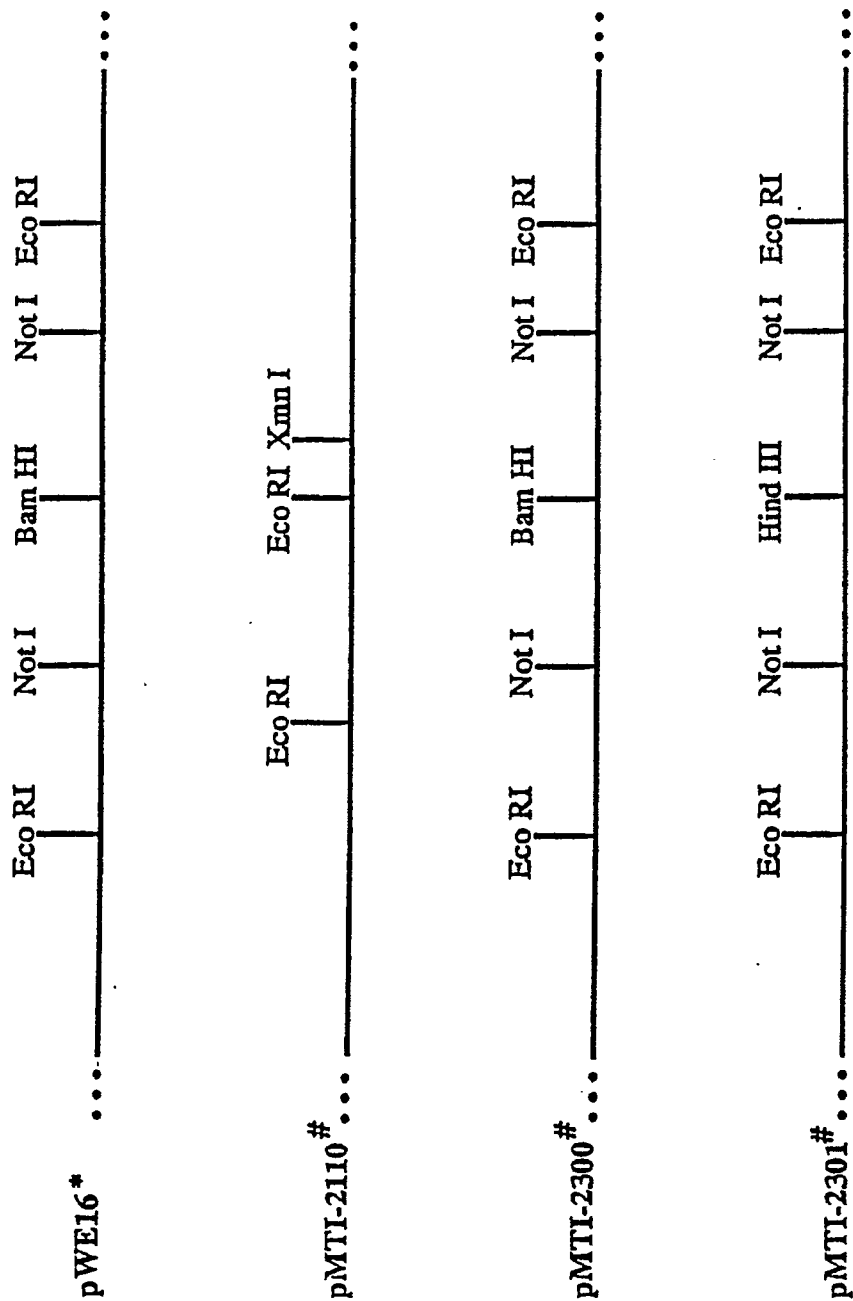 pWE16* ... Eco RI Not I Bam HI Not I Eco RI ...
pMTI-2110# ... Eco RI Eco RI Xmn I ...
pMTI-2300# ... Eco RI Not I Bam HI Not I Eco RI ...
pMTI-2301# ... Eco RI Not I Hind III Not I Eco RI ...